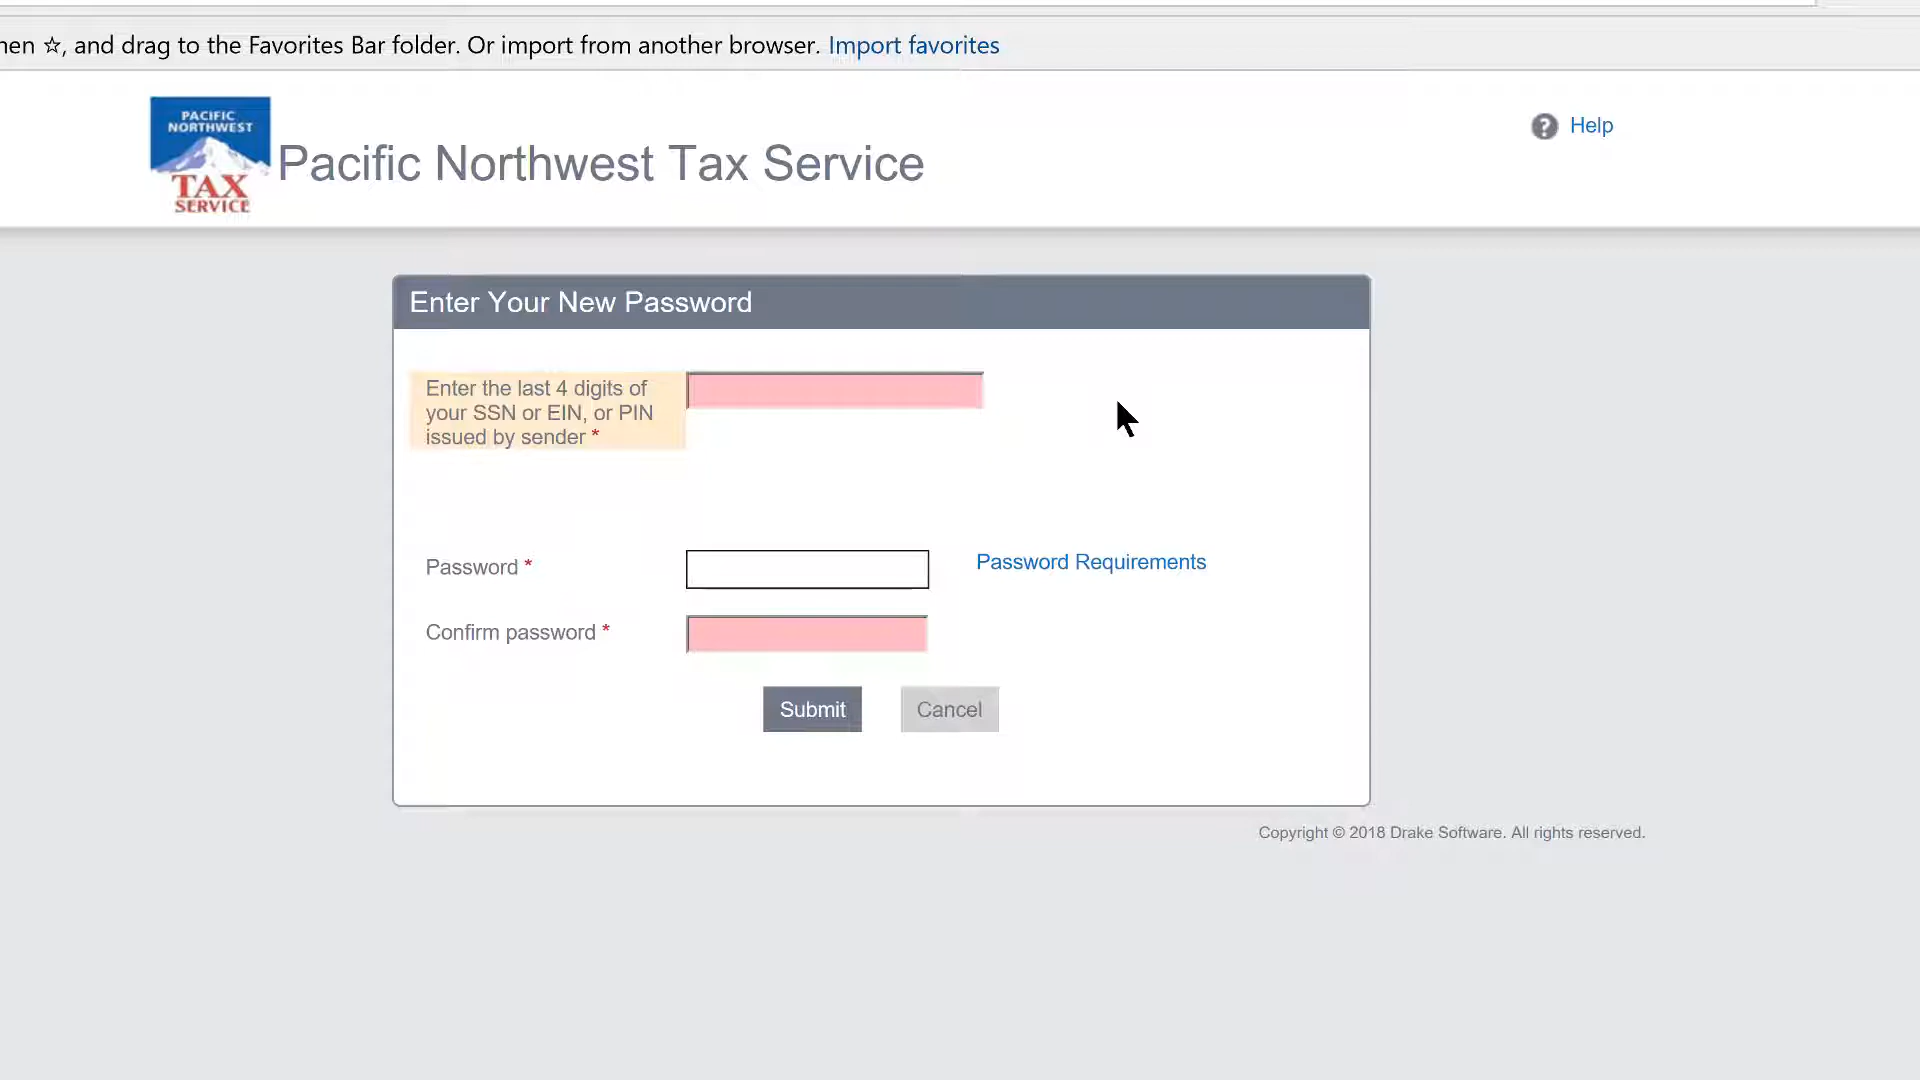 and drag to the Favorites Bar folder. Or import from another browser. Import favorites
PACIFIC
NORTHWEST
TAX
SERVICE
Pacific Northwest Tax Service
? Help
Enter Your New Password
Enter the last 4 digits of
your SSN or EIN, or PIN
issued by sender *
Password *
Password Requirements
Confirm password *
Submit
Cancel
Copyright © 2018 Drake Software. All rights reserved.